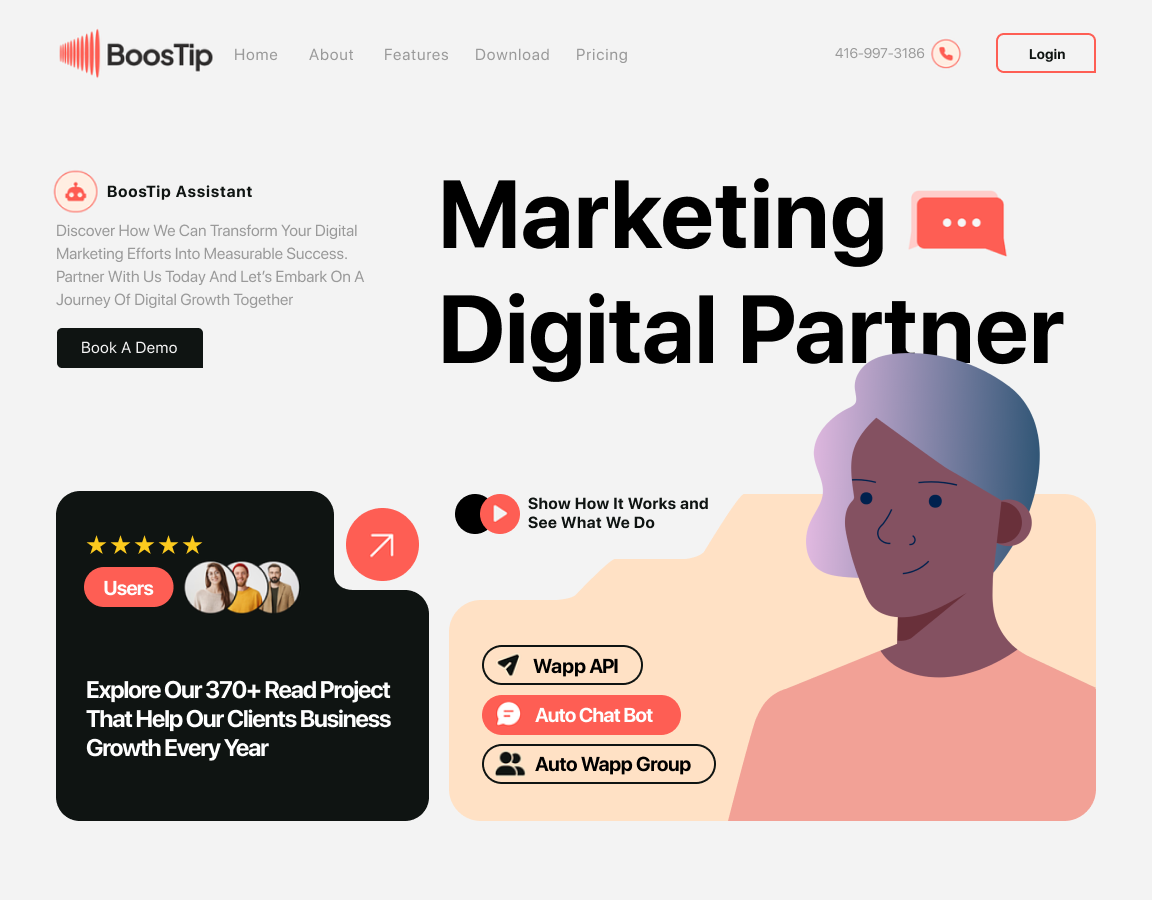 BoosTip
Home
About
Features
Download
Pricing
416-997-3186
Login
BoosTip Assistant
Discover How We Can Transform Your Digital
Marketing Efforts Into Measurable Success.
Partner With Us Today And Let's Embark On A
Journey Of Digital Growth Together
Book A Demo
Marketing
Digital Partner
Users
Explore Our 370+ Read Project
That Help Our Clients Business
Growth Every Year
Show How It Works and
See What We Do
Wapp API
Auto Chat Bot
Auto Wapp Group